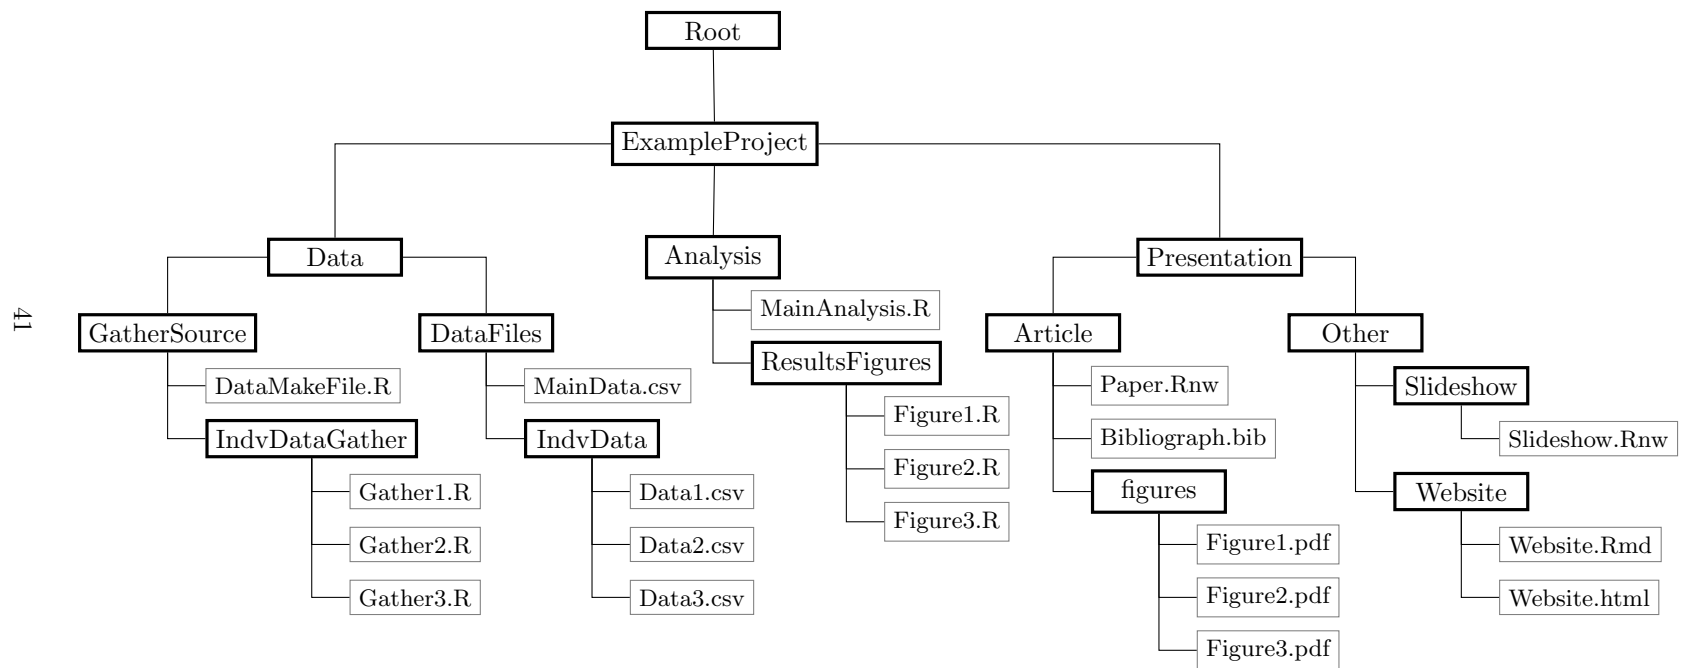 Root
ExampleProject
Data
Analysis
Presentation
MainAnalysis.R
41
GatherSource
DataFiles
Article
Other
ResultsFigures
DataMakeFile.R
MainData.csv
Paper.Rnw
Slideshow
Figure1.R
IndvDataGather
IndvData
Bibliograph.bib
Slideshow.Rnw
Figure2.R
Gather1.R
Data1.csv
figures
Website
Figure3.R
Gather2.R
Data2.csv
Figure1.pdf
Website.Rmd
Gather3.R
Data3.csv
Figure2.pdf
Website.html
Figure3.pdf